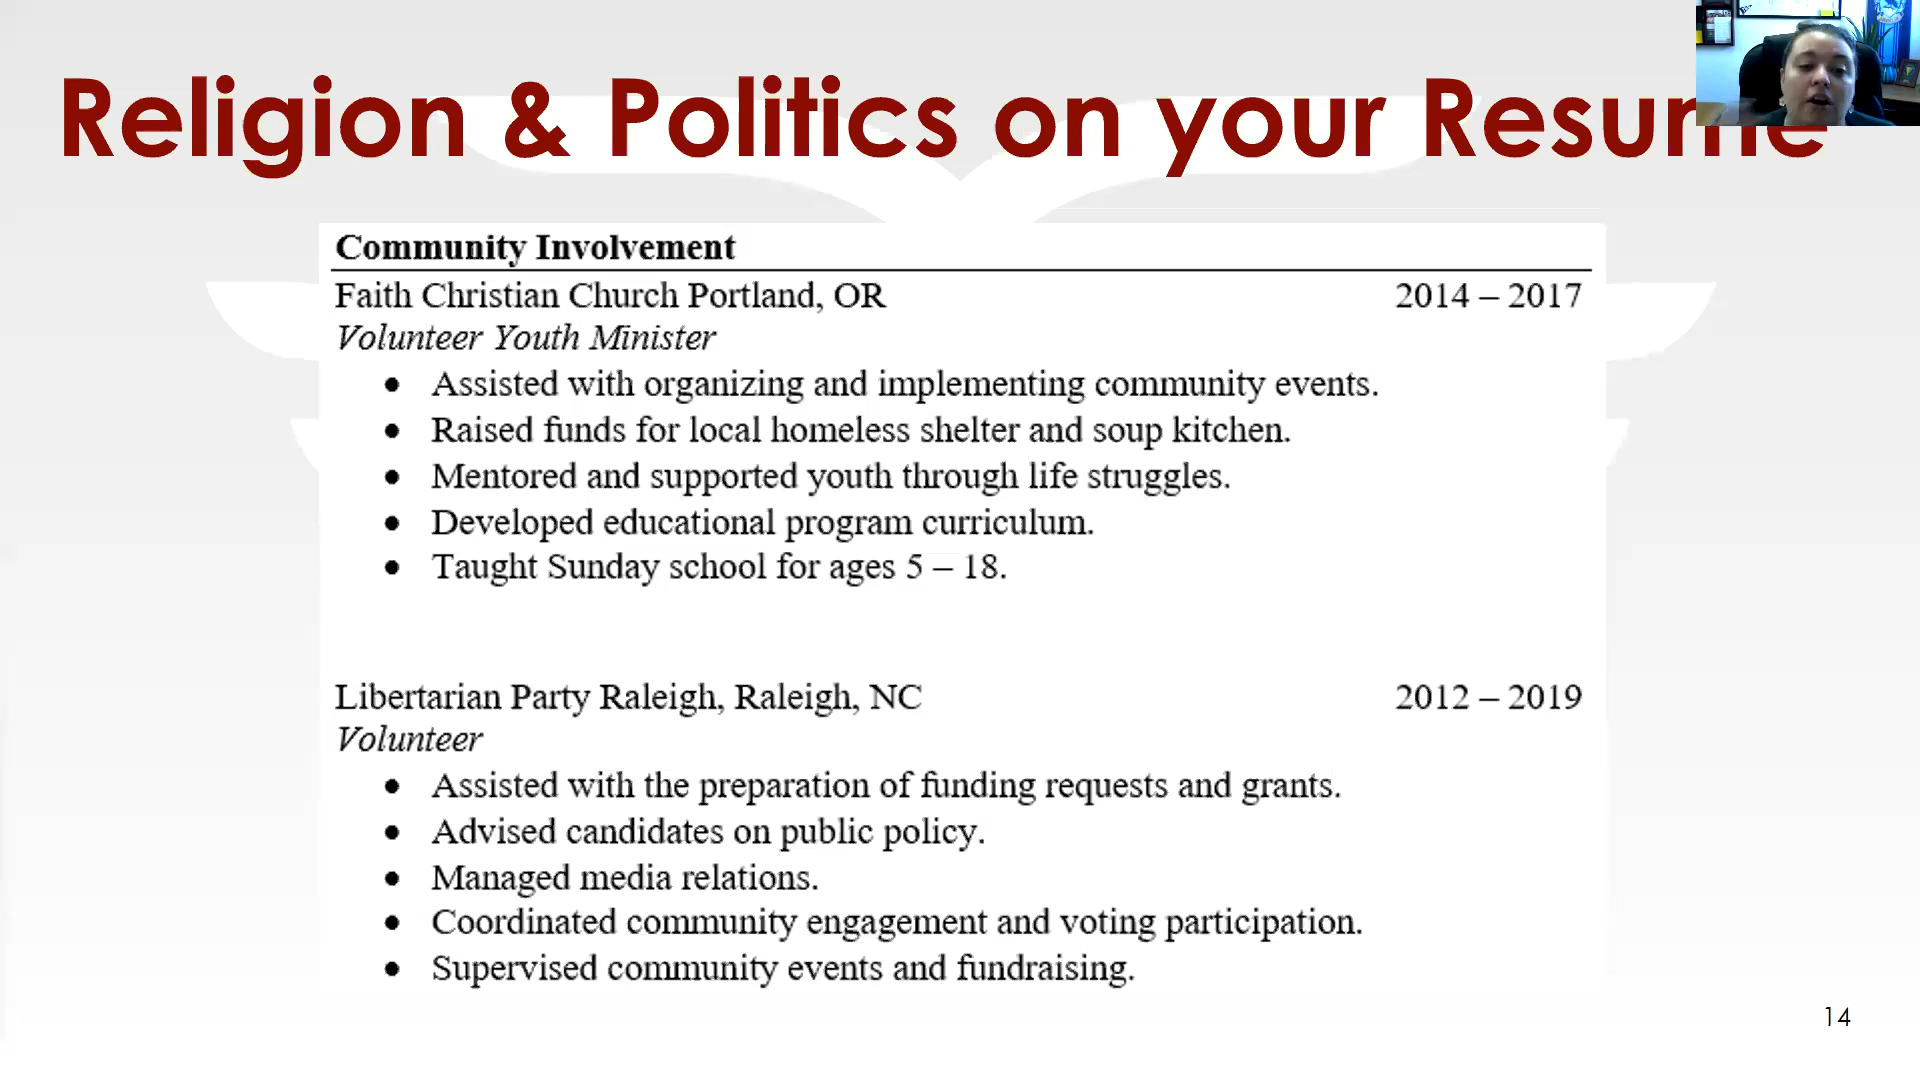 Religion & Politics on your Resume
Community Involvement
Faith Christian Church Portland, OR 2014 – 2017
Volunteer Youth Minister
• Assisted with organizing and implementing community events.
• Raised funds for local homeless shelter and soup kitchen.
• Mentored and supported youth through life struggles.
• Developed educational program curriculum.
• Taught Sunday school for ages 5 – 18.
Libertarian Party Raleigh, Raleigh, NC 2012 – 2019
Volunteer
• Assisted with the preparation of funding requests and grants.
• Advised candidates on public policy.
• Managed media relations.
• Coordinated community engagement and voting participation.
• Supervised community events and fundraising.
14